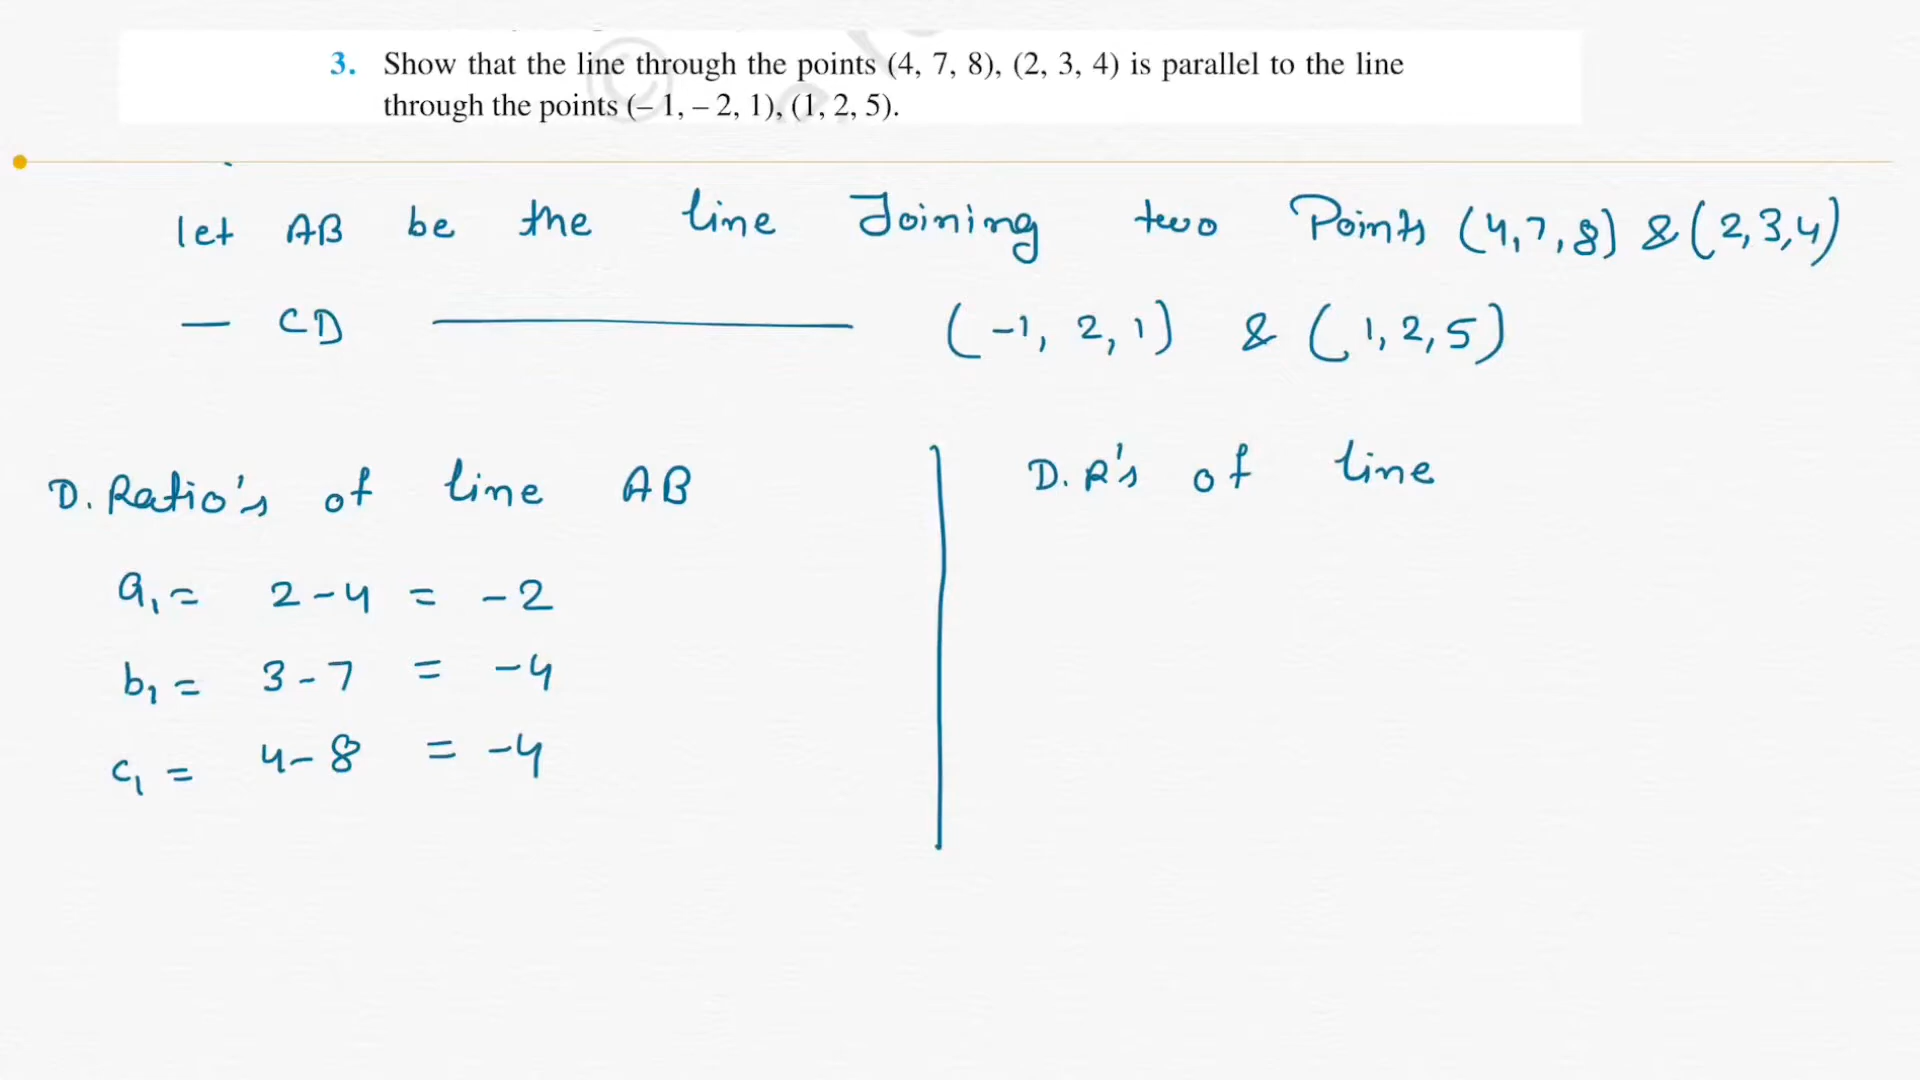 3. Show that the line through the points (4, 7, 8), (2, 3, 4) is parallel to the line
through the points (– 1, – 2, 1), (1, 2, 5).
let AB be the line Joining two Points (4,7,8) & (2,3,4)
— CD ———— (-1, 2, 1) & (1, 2, 5)
D. Ratio's of line AB
a₁ = 2 - 4 = -2
b₁ = 3 - 7 = -4
c₁ = 4 - 8 = -4
D. R's of line